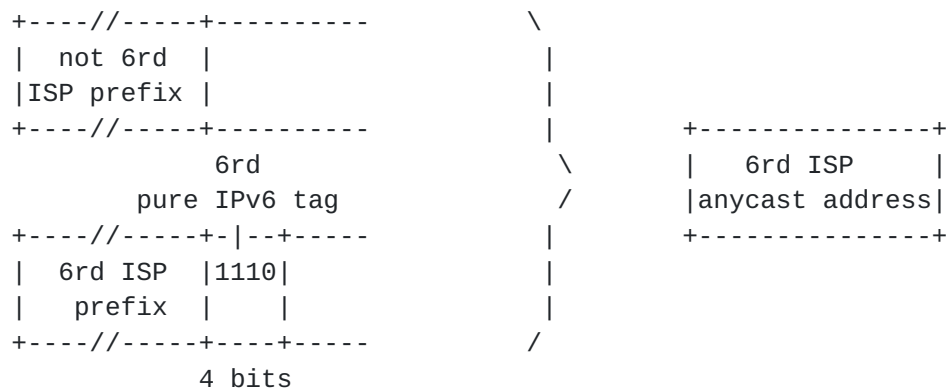 +----//-----+----------          \
|  not 6rd  |                     |
|ISP prefix |                     |
+----//-----+----------           |       +---------------+
            6rd                    \      |   6rd ISP     |
       pure IPv6 tag               /      |anycast address|
+----//-----+-|--+-----           |       +---------------+
|  6rd ISP  |1110|                |
|   prefix  |    |                |
+----//-----+----+-----          /
           4 bits